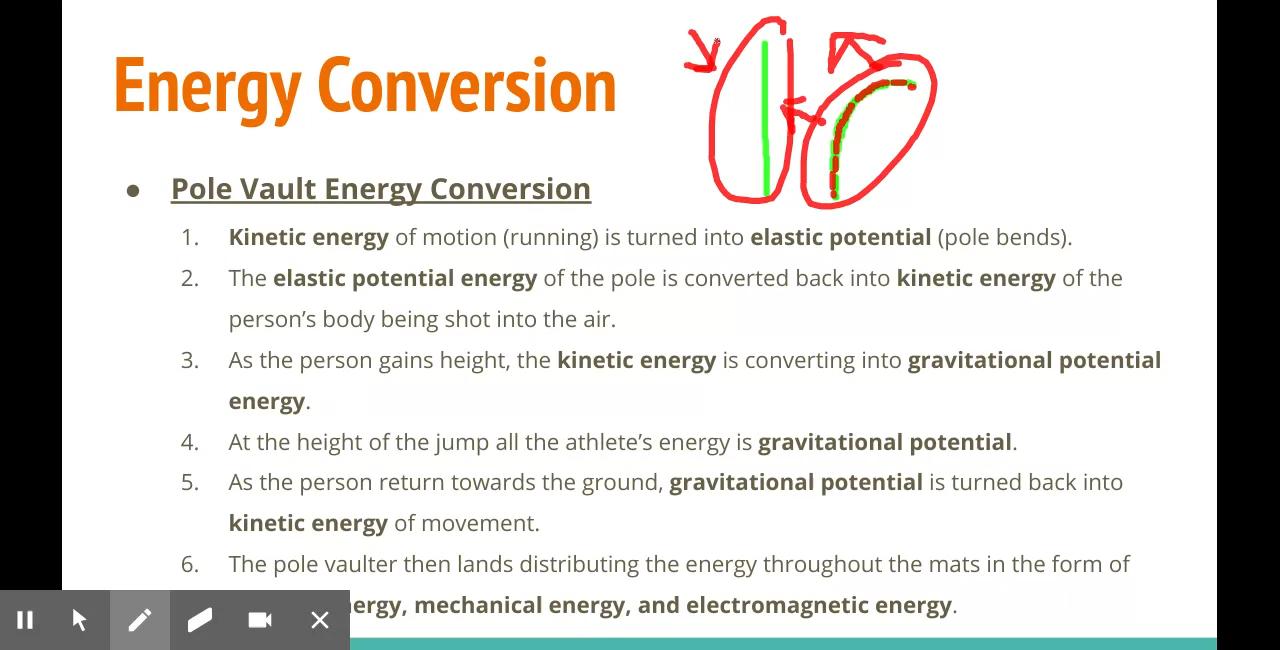 Energy Conversion
● Pole Vault Energy Conversion
1. Kinetic energy of motion (running) is turned into elastic potential (pole bends).
2. The elastic potential energy of the pole is converted back into kinetic energy of the
person’s body being shot into the air.
3. As the person gains height, the kinetic energy is converting into gravitational potential
energy.
4. At the height of the jump all the athlete’s energy is gravitational potential.
5. As the person return towards the ground, gravitational potential is turned back into
kinetic energy of movement.
6. The pole vaulter then lands distributing the energy throughout the mats in the form of
mechanical energy, and electromagnetic energy.